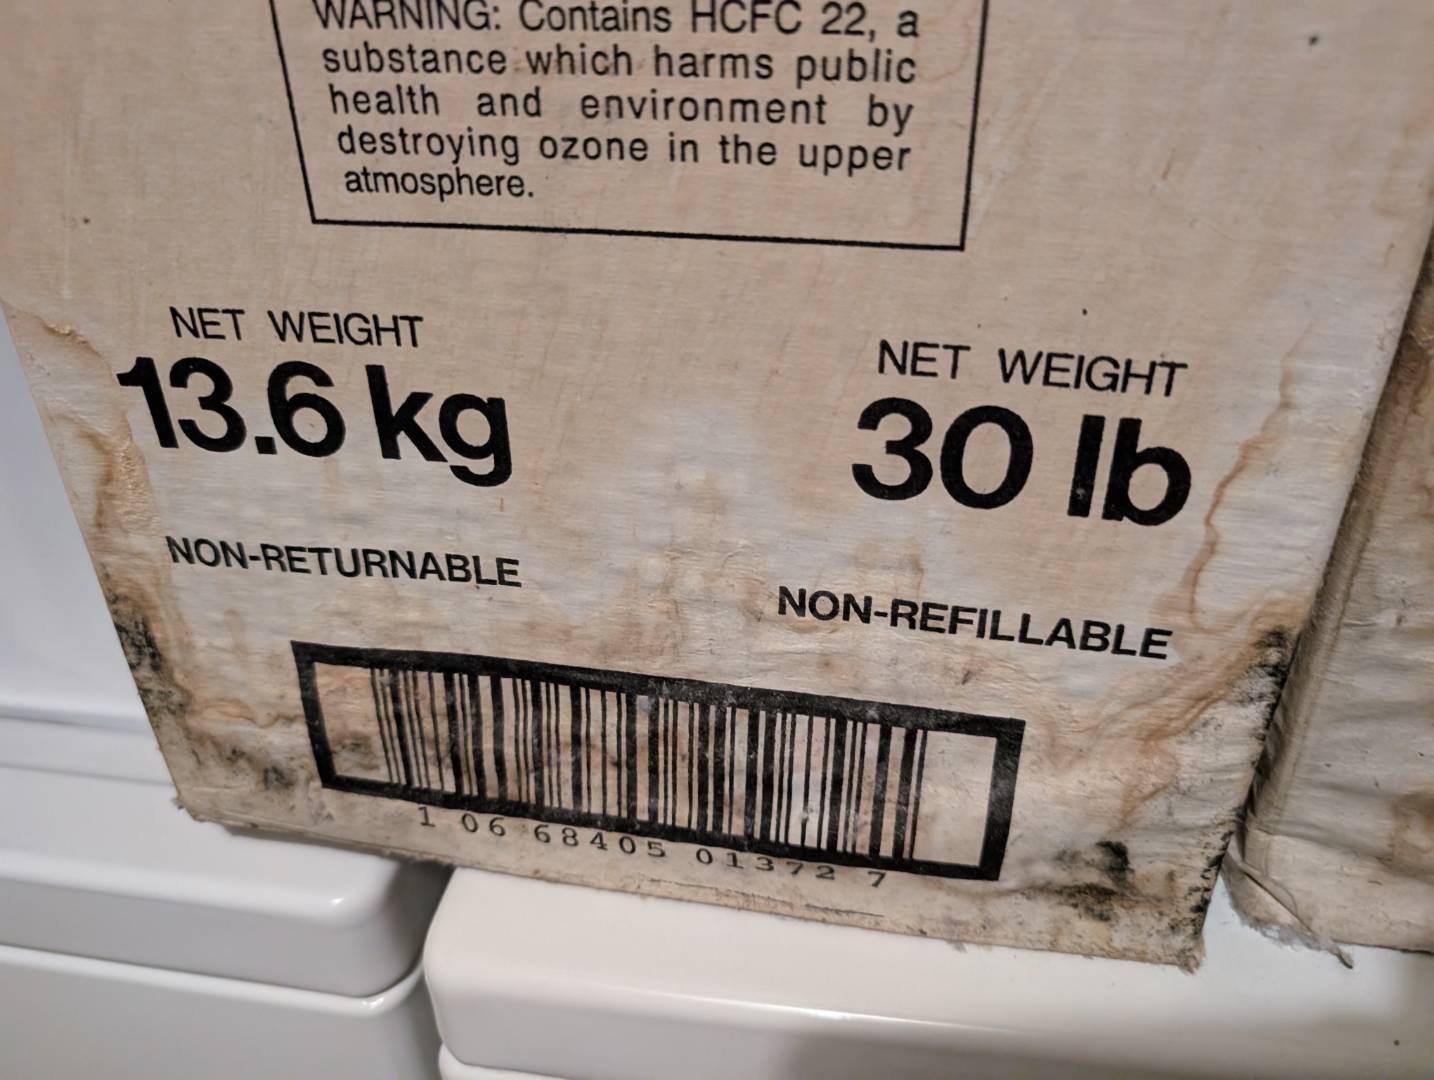 WARNING: Contains HCFC 22, a
substance which harms public
health and environment by
destroying ozone in the upper
atmosphere.
NET WEIGHT
13.6 kg
NET WEIGHT
30 lb
NON-RETURNABLE
NON-REFILLABLE
1 06 68405 01372 7